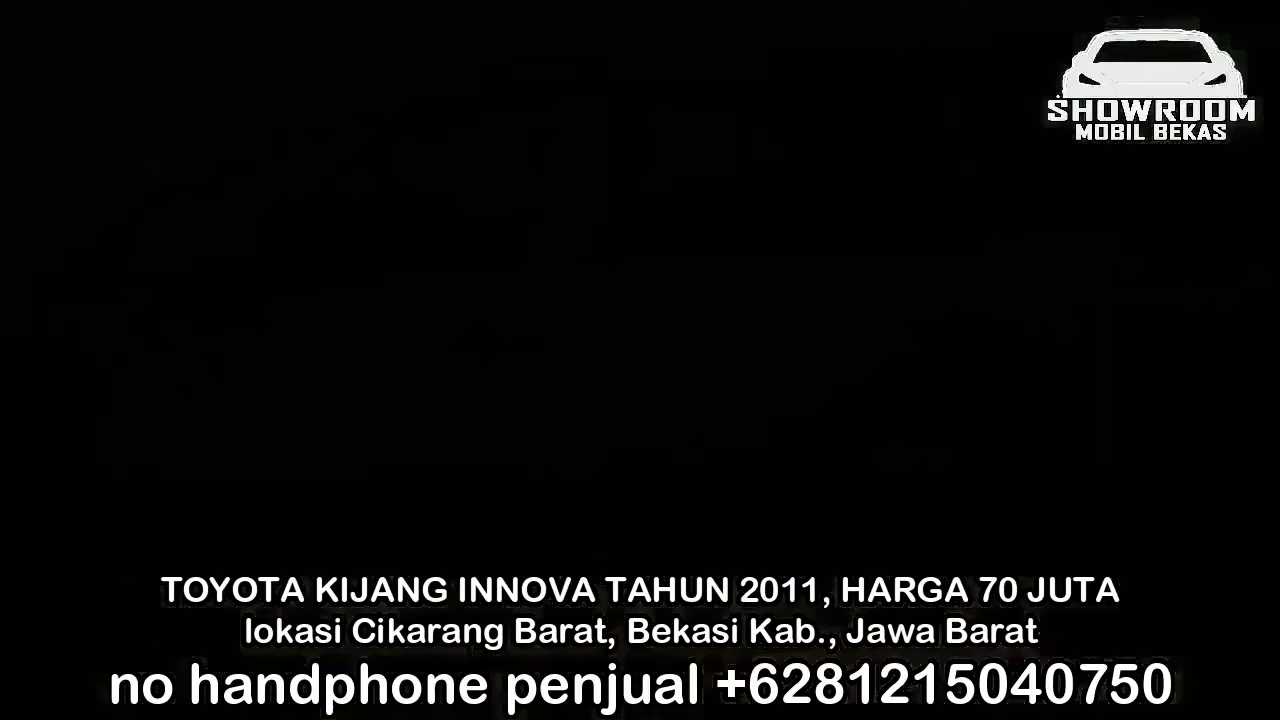 SHOWROOM
MOBIL BEKAS
TOYOTA KIJANG INNOVA TAHUN 2011, HARGA 70 JUTA
lokasi Cikarang Barat, Bekasi Kab., Jawa Barat
no handphone penjual +6281215040750